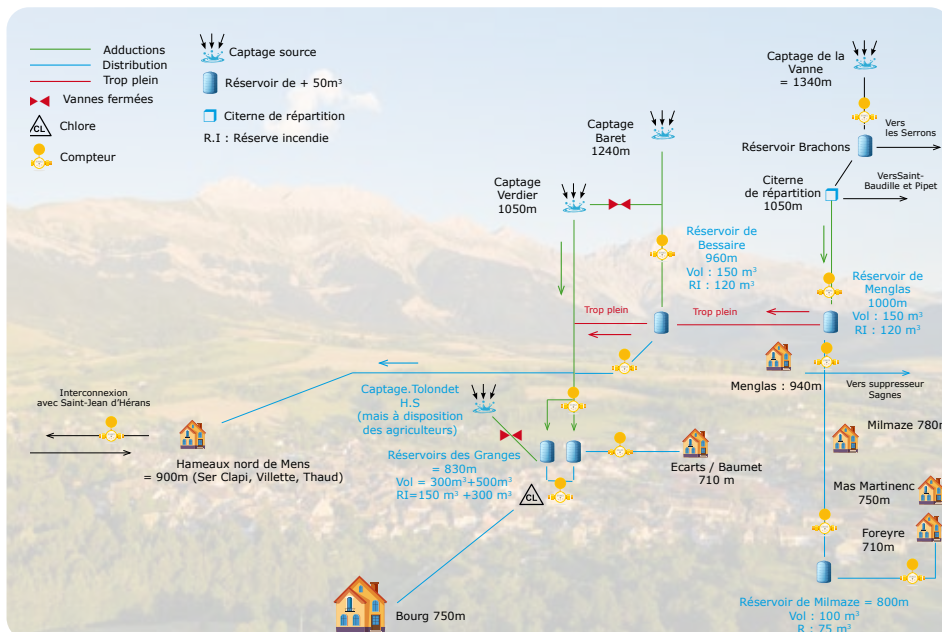 Adductions
Distribution
Trop plein
Vannes fermées
CL
Chlore
Compteur
Captage source
Réservoir de + 50m³
Citerne de répartition
R.I : Réserve incendie
Captage de la
Vanne
= 1340m
Vers
les Serrons
Réservoir Brachons
Captage
Baret
1240m
Citerne
de répartition
1050m
VersSaint-
Baudille et Pipet
Captage
Verdier
1050m
Réservoir de
Bessaire
960m
Vol : 150 m³
RI : 120 m³
Réservoir de
Menglas
1000m
Vol : 150 m³
RI : 120 m³
Trop plein
Trop plein
Menglas : 940m
Vers suppresseur
Sagnes
Interconnexion
avec Saint-Jean d'Hérans
Captage.Tolondet
H.S
(mais à disposition
des agriculteurs)
Milmaze 780m
Hameaux nord de Mens
= 900m (Ser Clapi, Villette, Thaud)
Réservoirs des Granges
= 830m
Vol = 300m³+500m³
RI=150 m³ +300 m³
Ecarts / Baumet
710 m
Mas Martinenc
750m
CL
Foreyre
710m
Bourg 750m
Réservoir de Milmaze = 800m
Vol : 100 m³
R : 75 m³